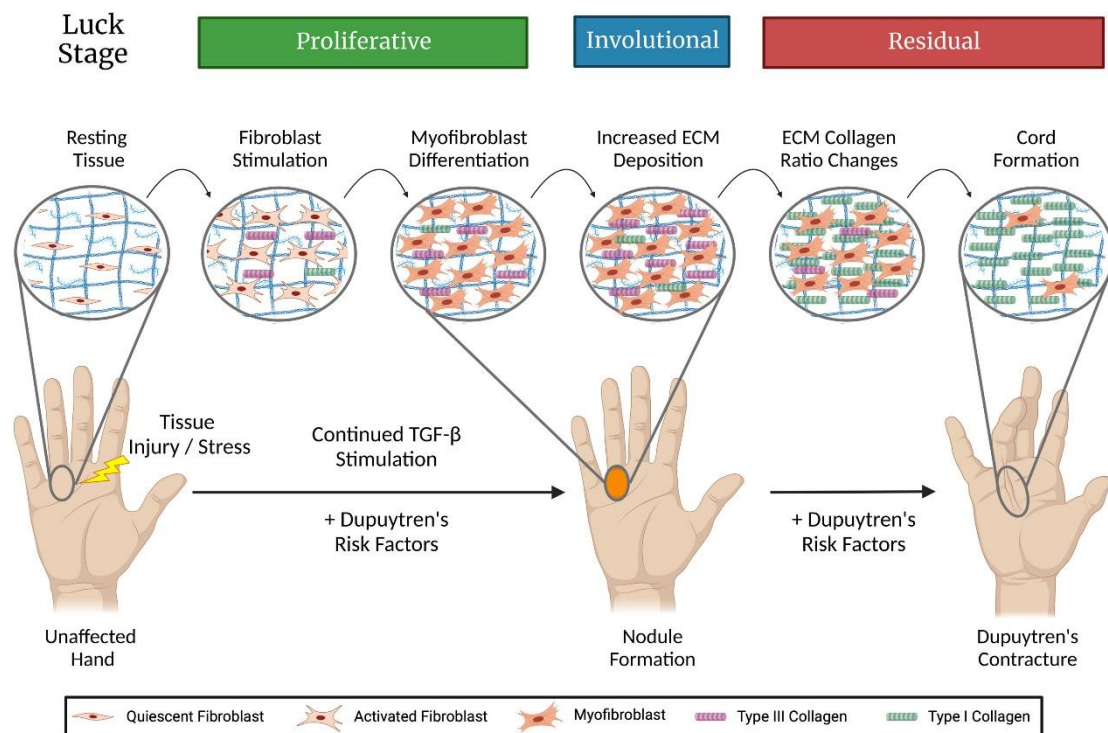 Luck
Stage
Proliferative
Involutional
Residual
Resting
Tissue
Fibroblast
Stimulation
Myofibroblast
Differentiation
Increased ECM
Deposition
ECM Collagen
Ratio Changes
Cord
Formation
Tissue
Injury / Stress
Continued TGF-β
Stimulation
+ Dupuytren's
Risk Factors
+ Dupuytren's
Risk Factors
Unaffected
Hand
Nodule
Formation
Dupuytren's
Contracture
Quiescent Fibroblast
Activated Fibroblast
Myofibroblast
Type III Collagen
Type I Collagen